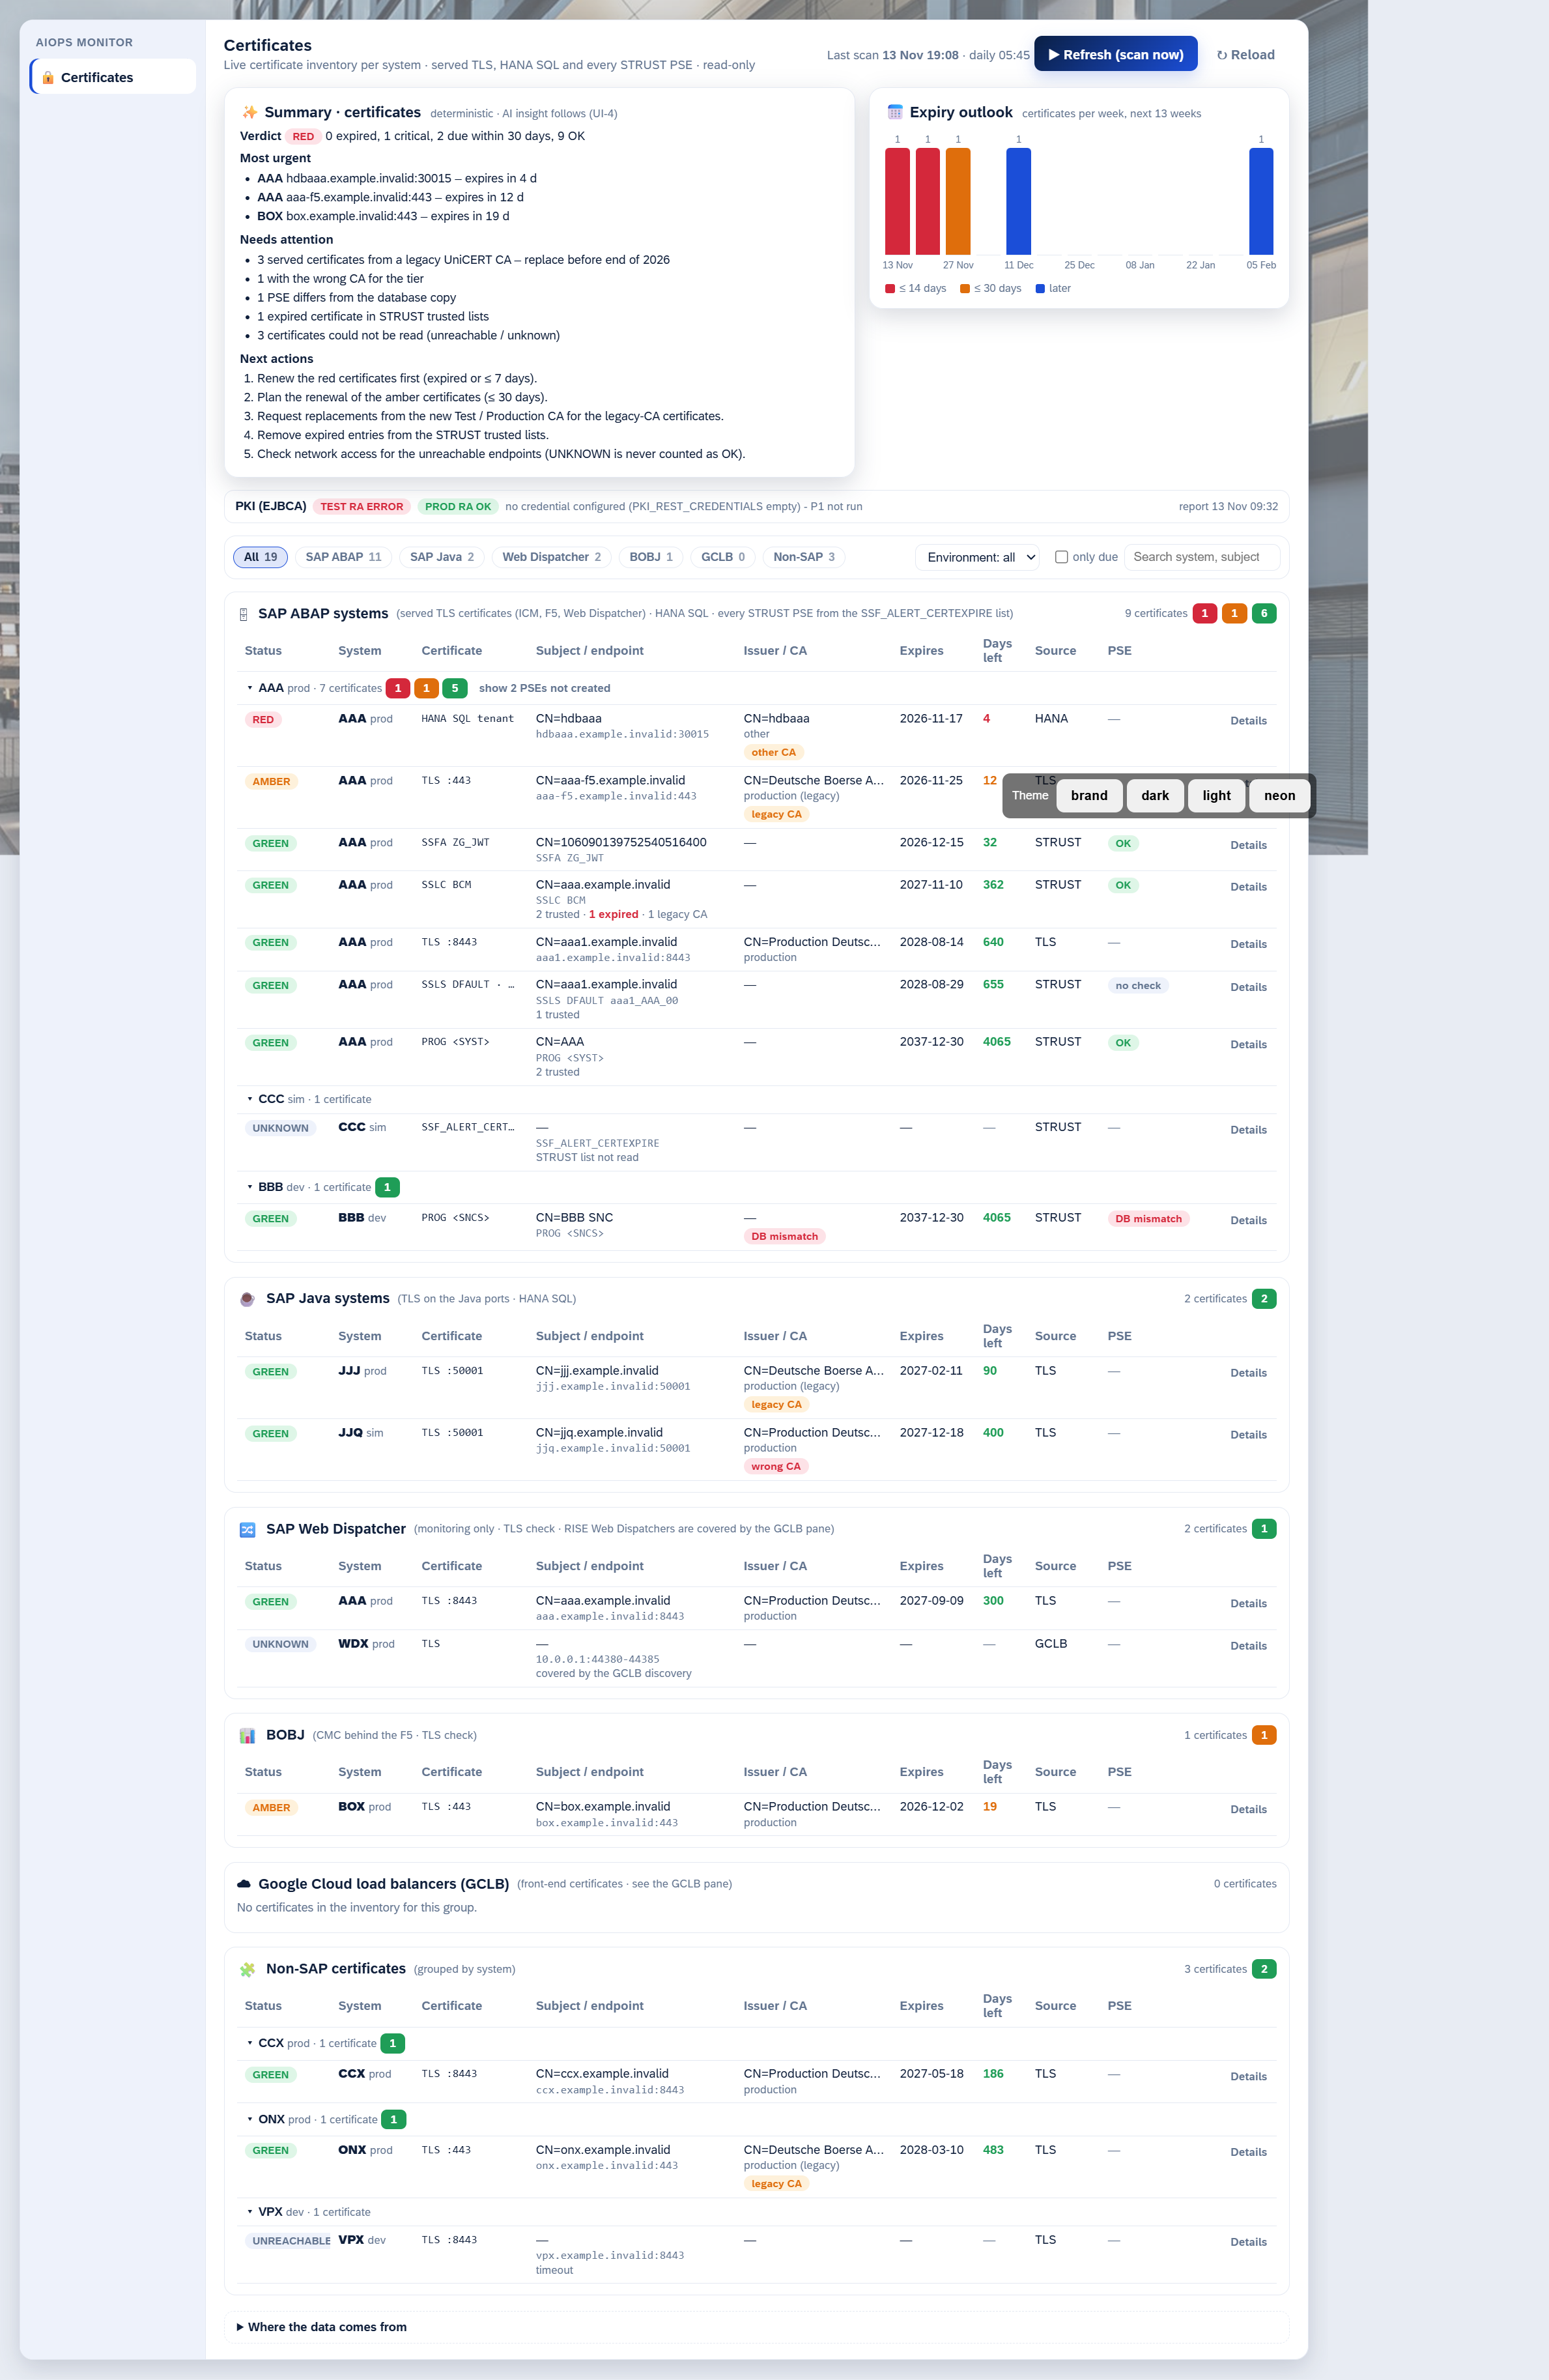 AIOPS MONITOR
Certificates
Certificates
Live certificate inventory per system · served TLS, HANA SQL and every STRUST PSE · read-only
Last scan 13 Nov 19:08 · daily 05:45
▶ Refresh (scan now)
↻ Reload
Summary · certificates deterministic · AI insight follows (UI-4)
Verdict RED 0 expired, 1 critical, 2 due within 30 days, 9 OK
Most urgent
• AAA hdbaaa.example.invalid:30015 – expires in 4 d
• AAA aaa-f5.example.invalid:443 – expires in 12 d
• BOX box.example.invalid:443 – expires in 19 d
Needs attention
• 3 served certificates from a legacy UniCERT CA – replace before end of 2026
• 1 with the wrong CA for the tier
• 1 PSE differs from the database copy
• 1 expired certificate in STRUST trusted lists
• 3 certificates could not be read (unreachable / unknown)
Next actions
1. Renew the red certificates first (expired or ≤ 7 days).
2. Plan the renewal of the amber certificates (≤ 30 days).
3. Request replacements from the new Test / Production CA for the legacy-CA certificates.
4. Remove expired entries from the STRUST trusted lists.
5. Check network access for the unreachable endpoints (UNKNOWN is never counted as OK).
Expiry outlook certificates per week, next 13 weeks
1 1 1 1 1
13 Nov 27 Nov 11 Dec 25 Dec 08 Jan 22 Jan 05 Feb
≤ 14 days ≤ 30 days later
PKI (EJBCA) TEST RA ERROR PROD RA OK no credential configured (PKI_REST_CREDENTIALS empty) - P1 not run report 13 Nov 09:32
All 19 SAP ABAP 11 SAP Java 2 Web Dispatcher 2 BOBJ 1 GCLB 0 Non-SAP 3 Environment: all only due Search system, subject
SAP ABAP systems (served TLS certificates (ICM, F5, Web Dispatcher) · HANA SQL · every STRUST PSE from the SSF_ALERT_CERTEXPIRE list) 9 certificates 1 1 6
Status System Certificate Subject / endpoint Issuer / CA Expires Days left Source PSE
▾ AAA prod · 7 certificates 1 1 5 show 2 PSEs not created
RED AAA prod HANA SQL tenant CN=hdbaaa CN=hdbaaa 2026-11-17 4 HANA — Details
hdbaaa.example.invalid:30015 other
other CA
AMBER AAA prod TLS :443 CN=aaa-f5.example.invalid CN=Deutsche Boerse A... 2026-11-25 12 TLS
aaa-f5.example.invalid:443 production (legacy)
legacy CA
Theme brand dark light neon
GREEN AAA prod SSFA ZG_JWT CN=106090139752540516400 — 2026-12-15 32 STRUST OK Details
SSFA ZG_JWT
GREEN AAA prod SSLC BCM CN=aaa.example.invalid — 2027-11-10 362 STRUST OK Details
SSLC BCM
2 trusted · 1 expired · 1 legacy CA
GREEN AAA prod TLS :8443 CN=aaa1.example.invalid CN=Production Deutsc... 2028-08-14 640 TLS — Details
aaa1.example.invalid:8443 production
GREEN AAA prod SSLS DFAULT · … CN=aaa1.example.invalid — 2028-08-29 655 STRUST no check Details
SSLS DFAULT aaa1_AAA_00
1 trusted
GREEN AAA prod PROG <SYST> CN=AAA — 2037-12-30 4065 STRUST OK Details
PROG <SYST>
2 trusted
▾ CCC sim · 1 certificate
UNKNOWN CCC sim SSF_ALERT_CERT… — — — — STRUST — Details
SSF_ALERT_CERTEXPIRE
STRUST list not read
▾ BBB dev · 1 certificate 1
GREEN BBB dev PROG <SNCS> CN=BBB SNC — 2037-12-30 4065 STRUST DB mismatch Details
PROG <SNCS> DB mismatch
SAP Java systems (TLS on the Java ports · HANA SQL) 2 certificates 2
Status System Certificate Subject / endpoint Issuer / CA Expires Days left Source PSE
GREEN JJJ prod TLS :50001 CN=jjj.example.invalid CN=Deutsche Boerse A... 2027-02-11 90 TLS — Details
jjj.example.invalid:50001 production (legacy)
legacy CA
GREEN JJQ sim TLS :50001 CN=jjq.example.invalid CN=Production Deutsc... 2027-12-18 400 TLS — Details
jjq.example.invalid:50001 production
wrong CA
SAP Web Dispatcher (monitoring only · TLS check · RISE Web Dispatchers are covered by the GCLB pane) 2 certificates 1
Status System Certificate Subject / endpoint Issuer / CA Expires Days left Source PSE
GREEN AAA prod TLS :8443 CN=aaa.example.invalid CN=Production Deutsc... 2027-09-09 300 TLS — Details
aaa.example.invalid:8443 production
UNKNOWN WDX prod TLS — — — — GCLB — Details
10.0.0.1:44380-44385
covered by the GCLB discovery
BOBJ (CMC behind the F5 · TLS check) 1 certificates 1
Status System Certificate Subject / endpoint Issuer / CA Expires Days left Source PSE
AMBER BOX prod TLS :443 CN=box.example.invalid CN=Production Deutsc... 2026-12-02 19 TLS — Details
box.example.invalid:443 production
Google Cloud load balancers (GCLB) (front-end certificates · see the GCLB pane) 0 certificates
No certificates in the inventory for this group.
Non-SAP certificates (grouped by system) 3 certificates 2
Status System Certificate Subject / endpoint Issuer / CA Expires Days left Source PSE
▾ CCX prod · 1 certificate 1
GREEN CCX prod TLS :8443 CN=ccx.example.invalid CN=Production Deutsc... 2027-05-18 186 TLS — Details
ccx.example.invalid:8443 production
▾ ONX prod · 1 certificate 1
GREEN ONX prod TLS :443 CN=onx.example.invalid CN=Deutsche Boerse A... 2028-03-10 483 TLS — Details
onx.example.invalid:443 production (legacy)
legacy CA
▾ VPX dev · 1 certificate
UNREACHABLE VPX dev TLS :8443 — — — — TLS — Details
vpx.example.invalid:8443
timeout
▶ Where the data comes from